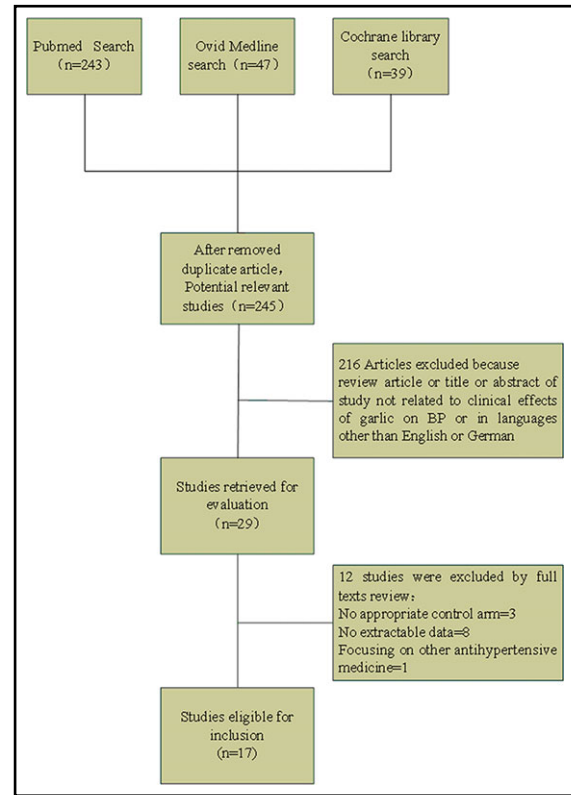 Pubmed Search
（n=243）
Ovid Medline
search（n=47）
Cochrane library
search
（n=39）
After removed
duplicate article，
Potential relevant
studies（n=245）
216 Articles excluded because
review article or title or abstract of
study not related to clinical effects
of garlic on BP or in languages
other than English or German
Studies retrieved for
evaluation
（n=29）
12 studies were excluded by full
texts review：
No appropriate control arm=3
No extractable data=8
Focusing on other antihypertensive
medicine=1
Studies eligible for
inclusion
(n=17)